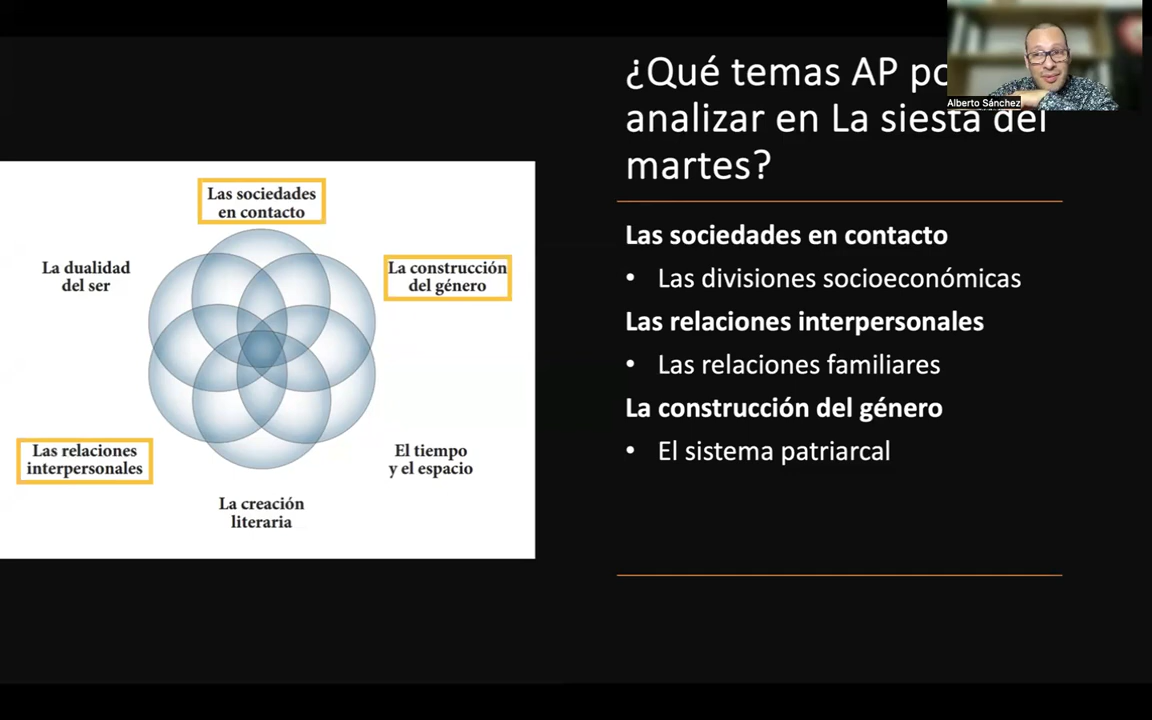 ¿Qué temas AP
analizar en La siesta del
martes?
Alberto Sánchez
Las sociedades
en contacto
La dualidad
del ser
La construcción
del género
Las relaciones
interpersonales
El tiempo
y el espacio
La creación
literaria
Las sociedades en contacto
• Las divisiones socioeconómicas
Las relaciones interpersonales
• Las relaciones familiares
La construcción del género
• El sistema patriarcal